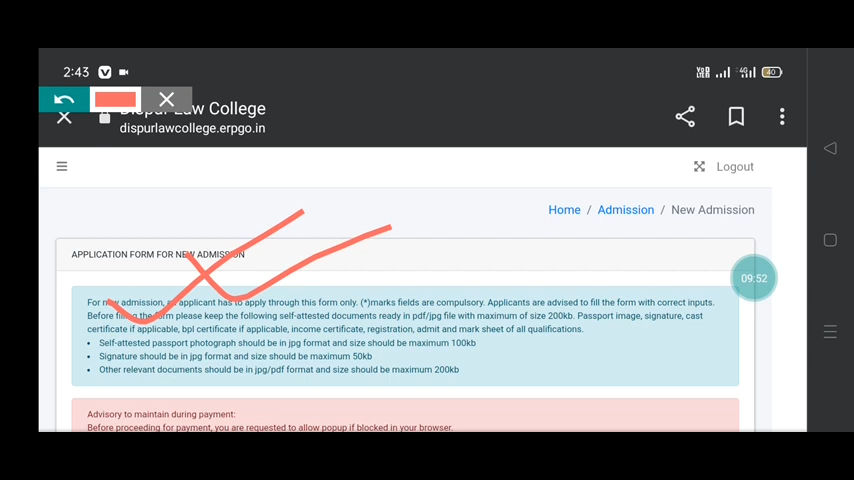 2:43
VoD LTE1
4G
40
Dispur Law College
dispurlawcollege.erpgo.in
Logout
Home / Admission / New Admission
APPLICATION FORM FOR NEW ADMISSION
09:52
For new admission, an applicant has to apply through this form only. (*)marks fields are compulsory. Applicants are advised to fill the form with correct inputs.
Before filling the form please keep the following self-attested documents ready in pdf/jpg file with maximum of size 200kb. Passport image, signature, cast
certificate if applicable, bpl certificate if applicable, income certificate, registration, admit and mark sheet of all qualifications.
• Self-attested passport photograph should be in jpg format and size should be maximum 100kb
• Signature should be in jpg format and size should be maximum 50kb
• Other relevant documents should be in jpg/pdf format and size should be maximum 200kb
Advisory to maintain during payment:
Before proceeding for payment, you are requested to allow popup if blocked in your browser.